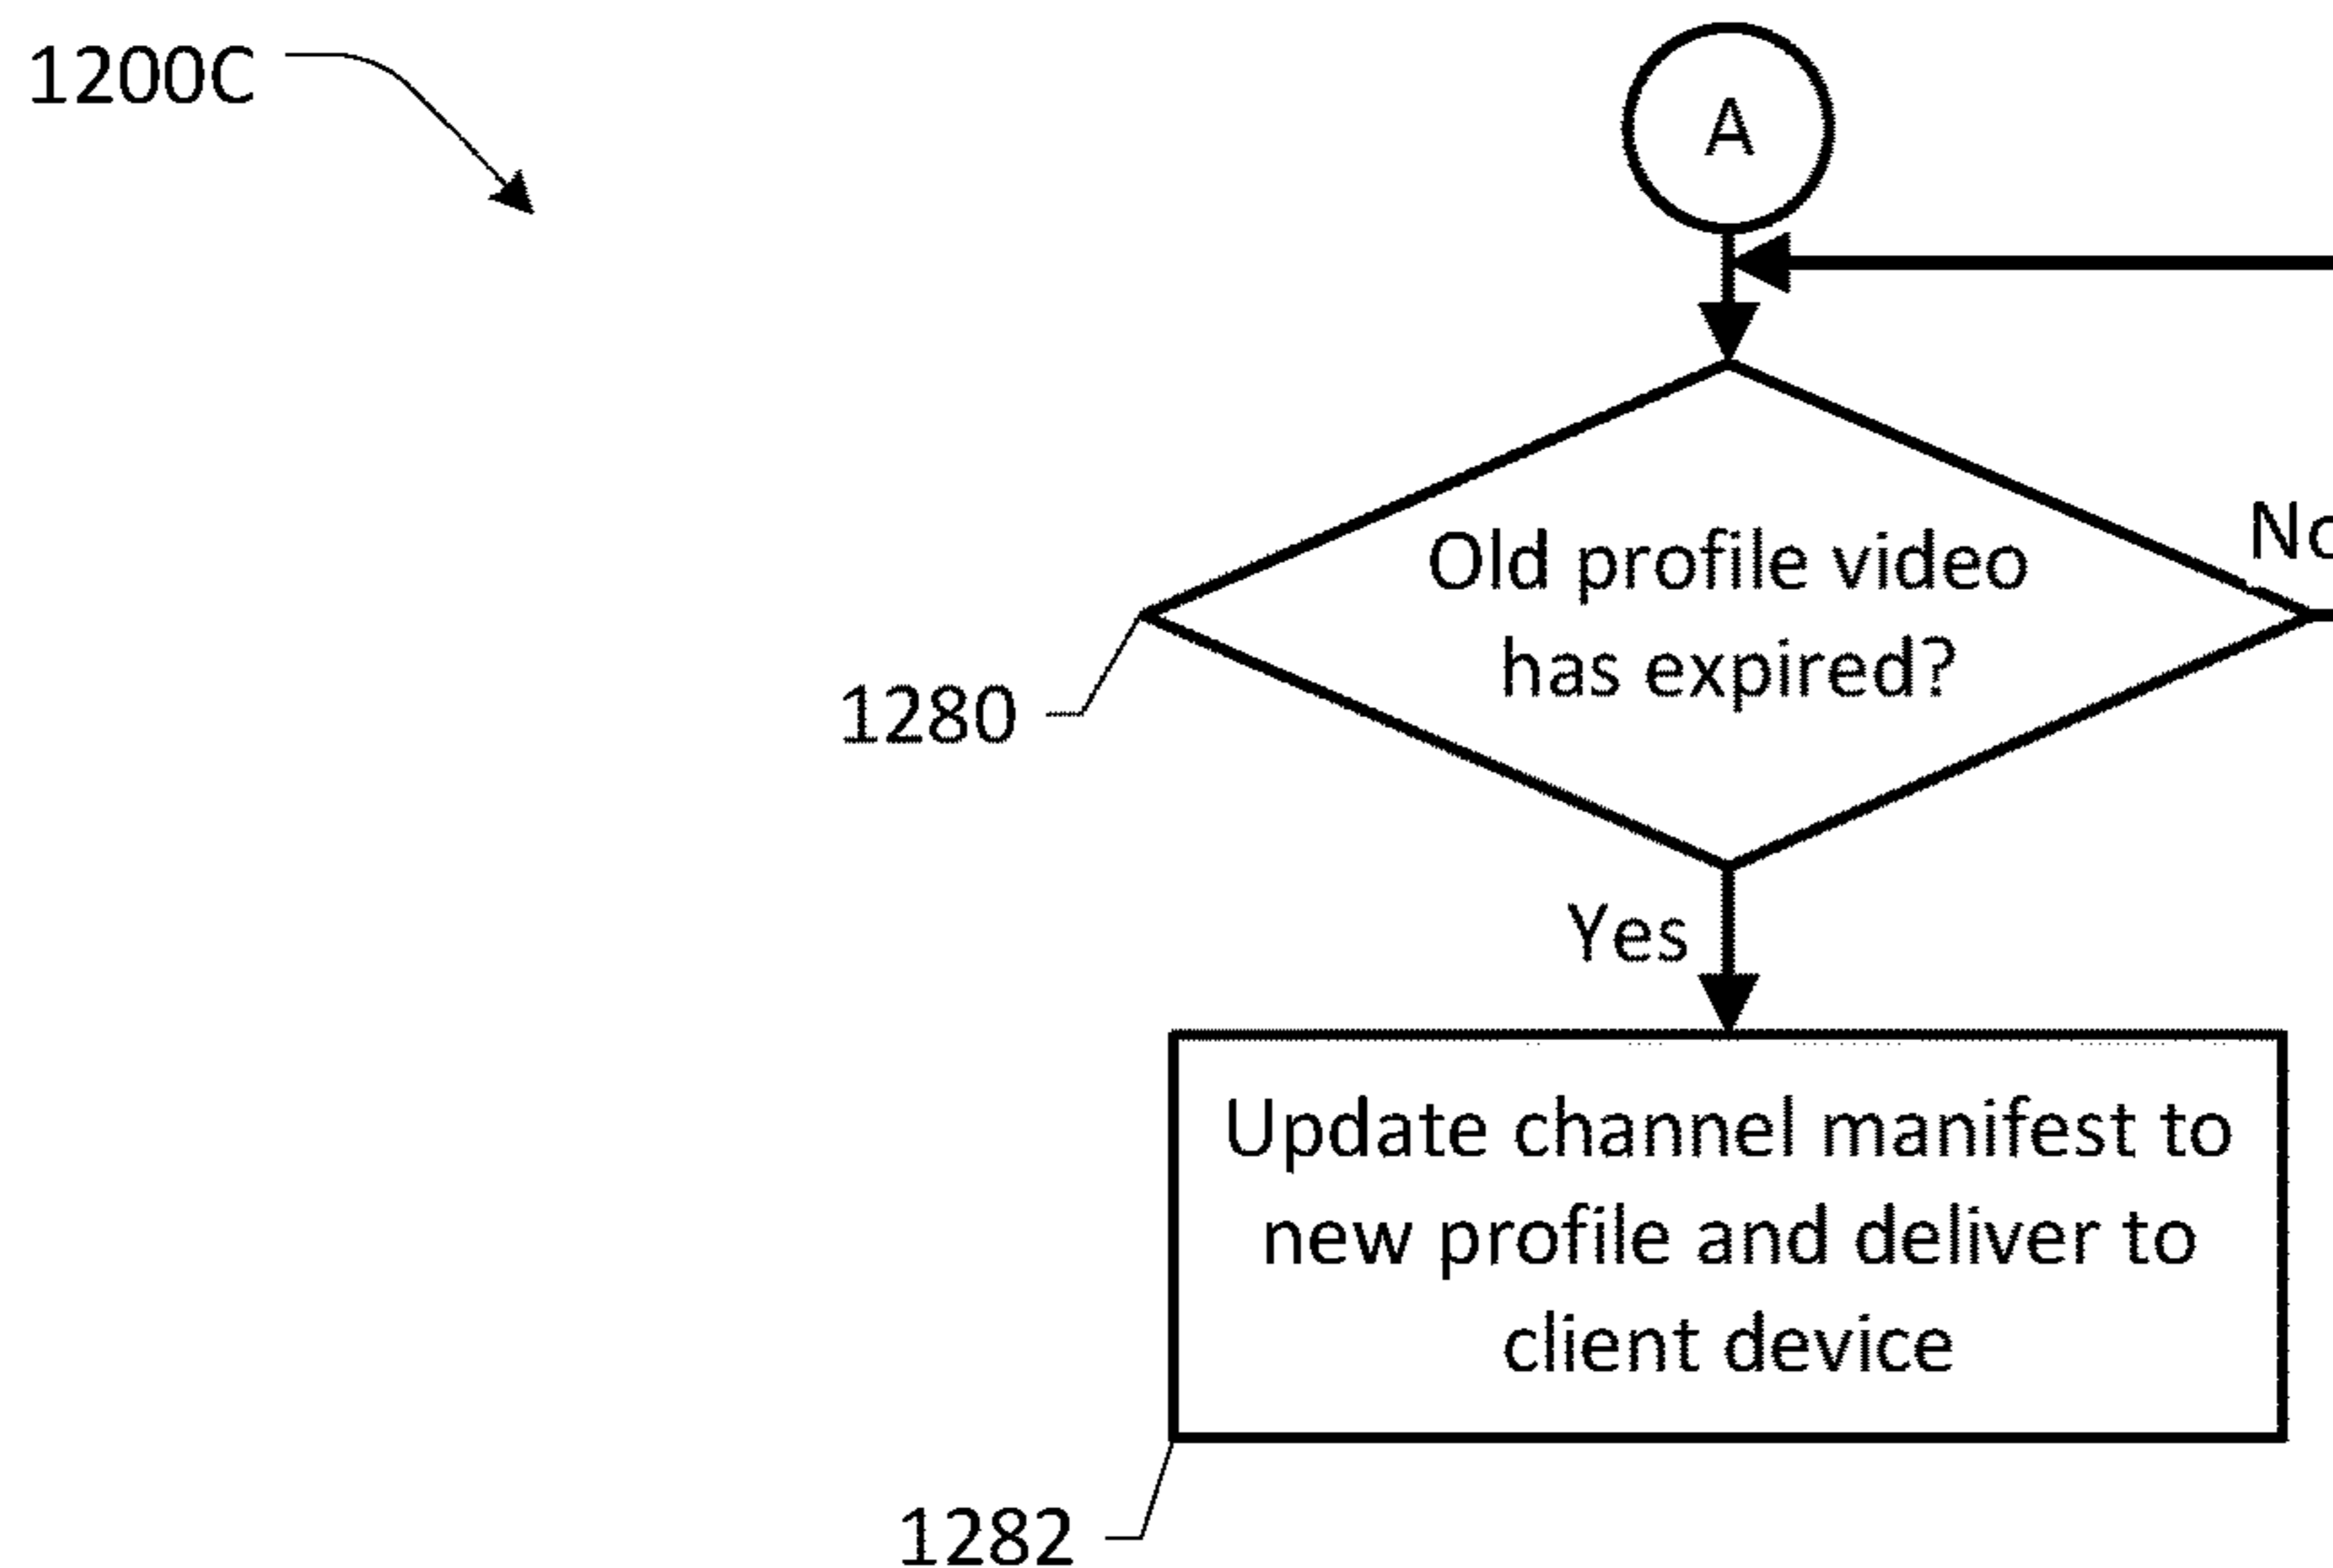 1200C
A
Old profile video
has expired?
No
1280
Yes
Update channel manifest to
new profile and deliver to
client device
1282